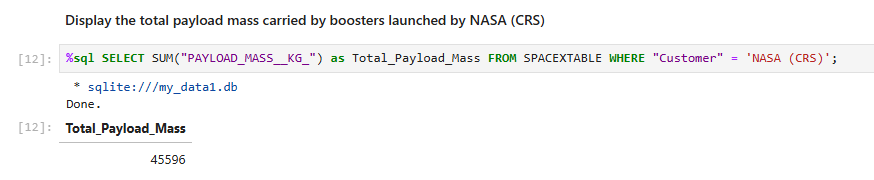 Display the total payload mass carried by boosters launched by NASA (CRS)
[12]: %sql SELECT SUM("PAYLOAD_MASS__KG_") as Total_Payload_Mass FROM SPACEXTABLE WHERE "Customer" = 'NASA (CRS)';
* sqlite:///my_data1.db
Done.
[12]: Total_Payload_Mass
45596